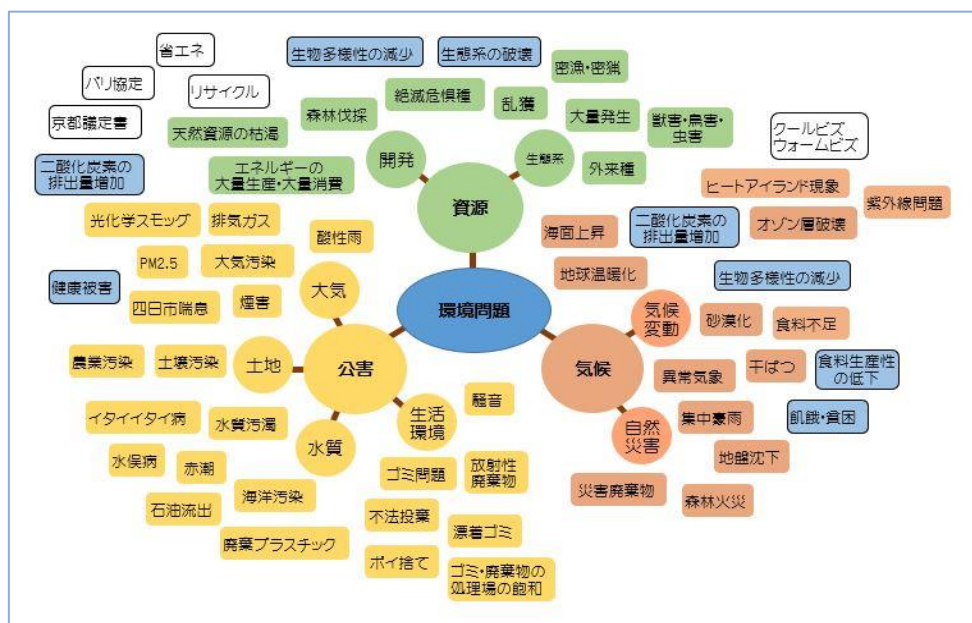 省エネ
パリ協定
京都議定書
リサイクル
二酸化炭素の
排出量増加
天然資源の枯渇
エネルギーの
大量生産・大量消費
森林伐採
絶滅危惧種
生物多様性の減少
生態系の破壊
密漁・密猟
乱獲
大量発生
獣害・鳥害・
虫害
外来種
開発
生態系
資源
クールビズ
ウォームビズ
ヒートアイランド現象
紫外線問題
二酸化炭素の
排出量増加
オゾン層破壊
海面上昇
地球温暖化
生物多様性の減少
気候
変動
砂漠化
食料不足
干ばつ
食料生産性
の低下
異常気象
飢餓・貧困
集中豪雨
自然
災害
地盤沈下
災害廃棄物
森林火災
気候
環境問題
光化学スモッグ
排気ガス
酸性雨
PM2.5
大気汚染
健康被害
四日市喘息
煙害
大気
農業汚染
土壌汚染
土地
公害
イタイイタイ病
水質汚濁
水俣病
赤潮
水質
石油流出
海洋汚染
廃棄プラスチック
生活
環境
騒音
ゴミ問題
放射性
廃棄物
不法投棄
漂着ゴミ
ポイ捨て
ゴミ・廃棄物の
処理場の飽和